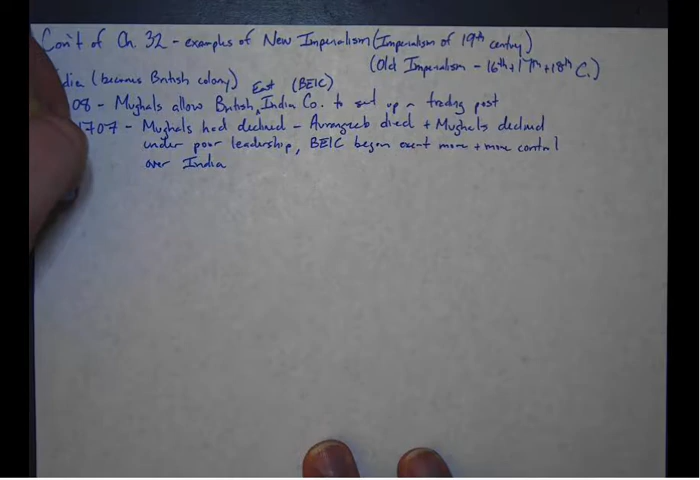 Con't of Ch. 32 - examples of New Imperialism (Imperialism of 19th century)
(Old Imperialism - 16th + 17th + 18th C.)
dia (becomes British colony)
08 - Mughals allow British East India Co. (BEIC) to set up a trading post
1707 - Mughals had declined - Aurangzeb died + Mughals declined
under poor leadership, BEIC began more + more control
over India